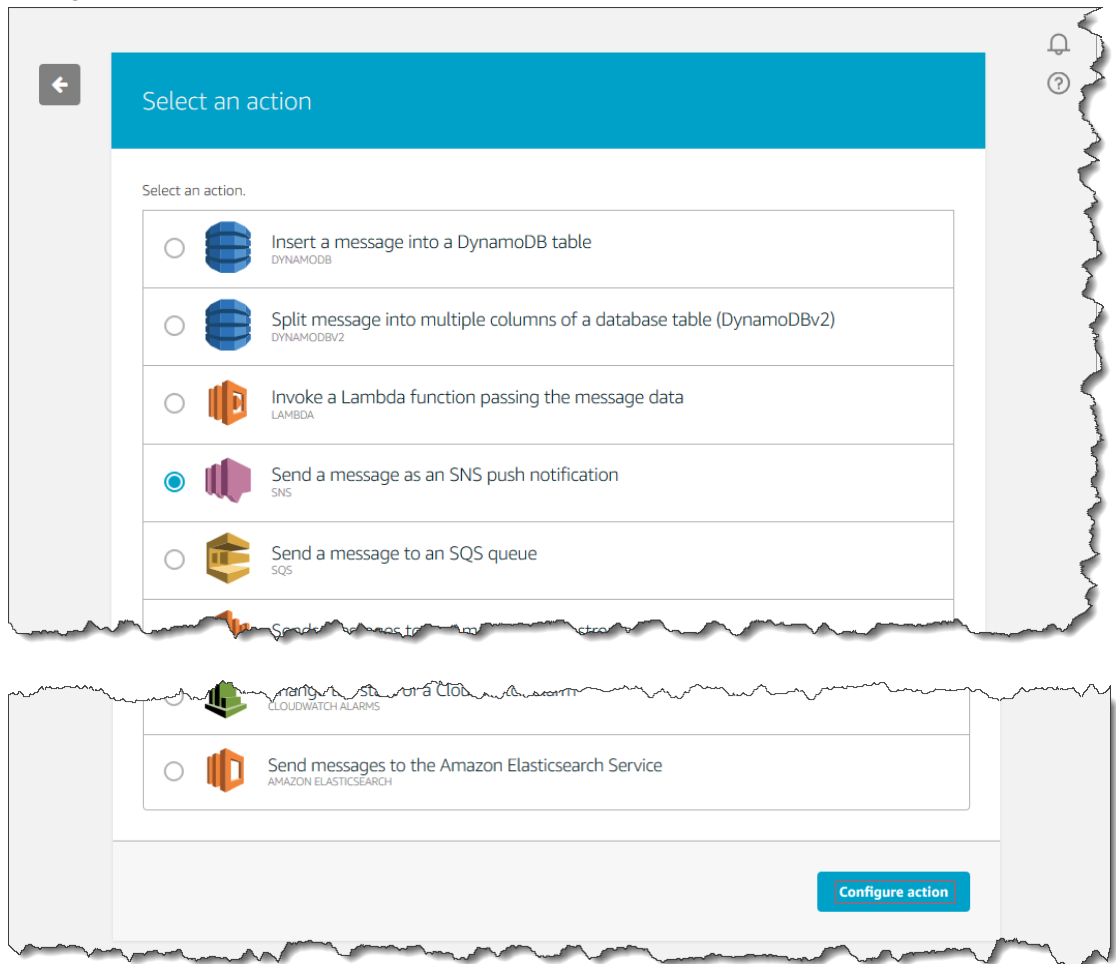 Select an action
Select an action.
Insert a message into a DynamoDB table
DYNAMODB
Split message into multiple columns of a database table (DynamoDBv2)
DYNAMODBV2
Invoke a Lambda function passing the message data
LAMBDA
Send a message as an SNS push notification
SNS
Send a message to an SQS queue
SQS
CLOUDWATCH ALARMS
Send messages to the Amazon Elasticsearch Service
AMAZON ELASTICSEARCH
Configure action